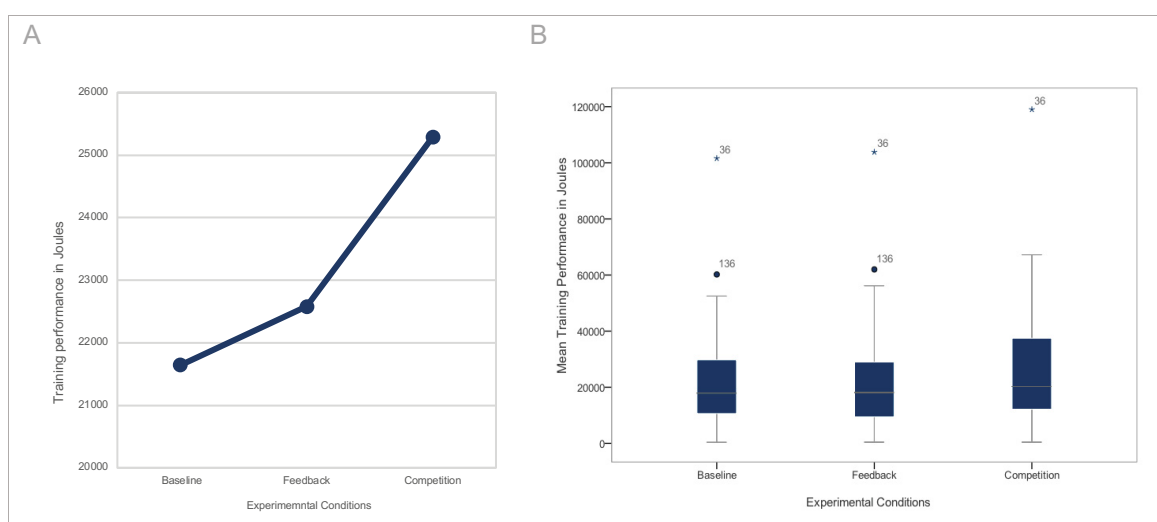 A
Training performance in Joules
26000
25000
24000
23000
22000
21000
20000
Baseline
Feedback
Competition
Experimemntal Conditions
B
Mean Training Performance in Joules
120000
100000
80000
60000
40000
20000
0
36
136
36
136
36
Baseline
Feedback
Competition
Experimental Conditions